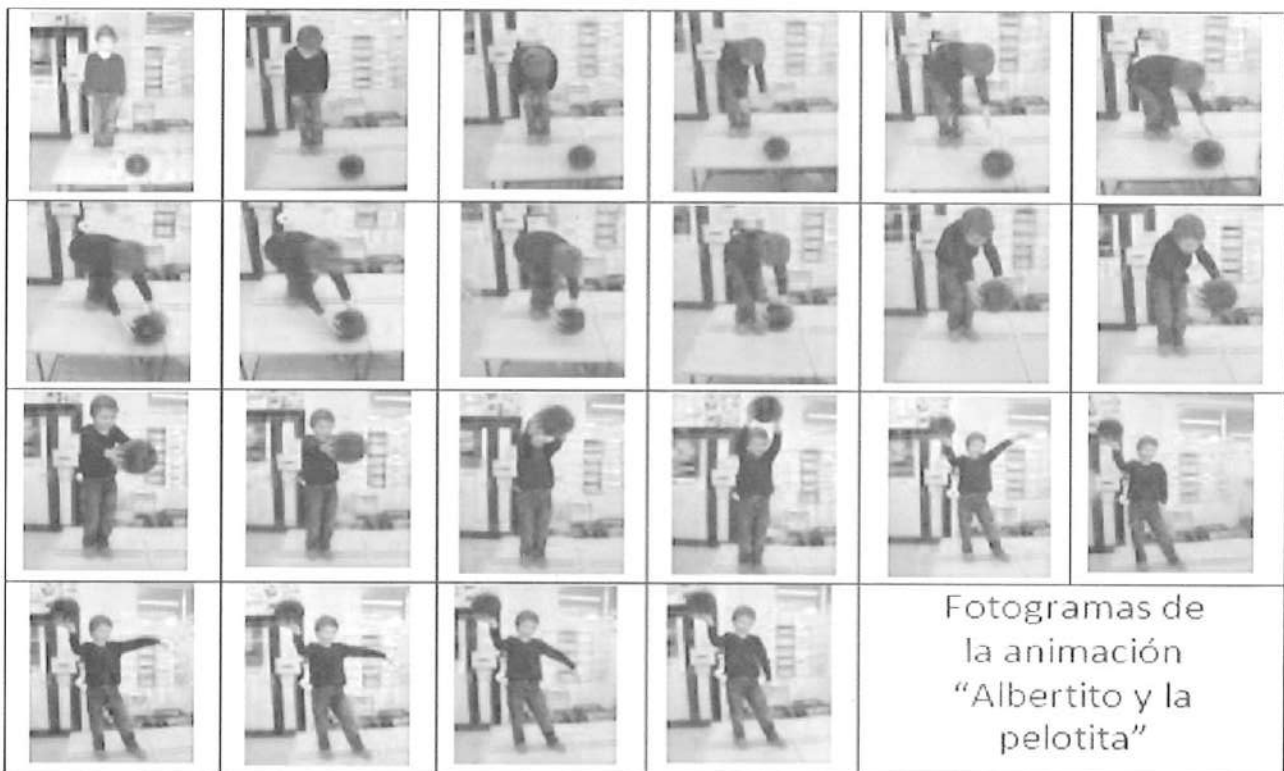 Fotogramas de
la animación
“Albertito y la
pelotita”